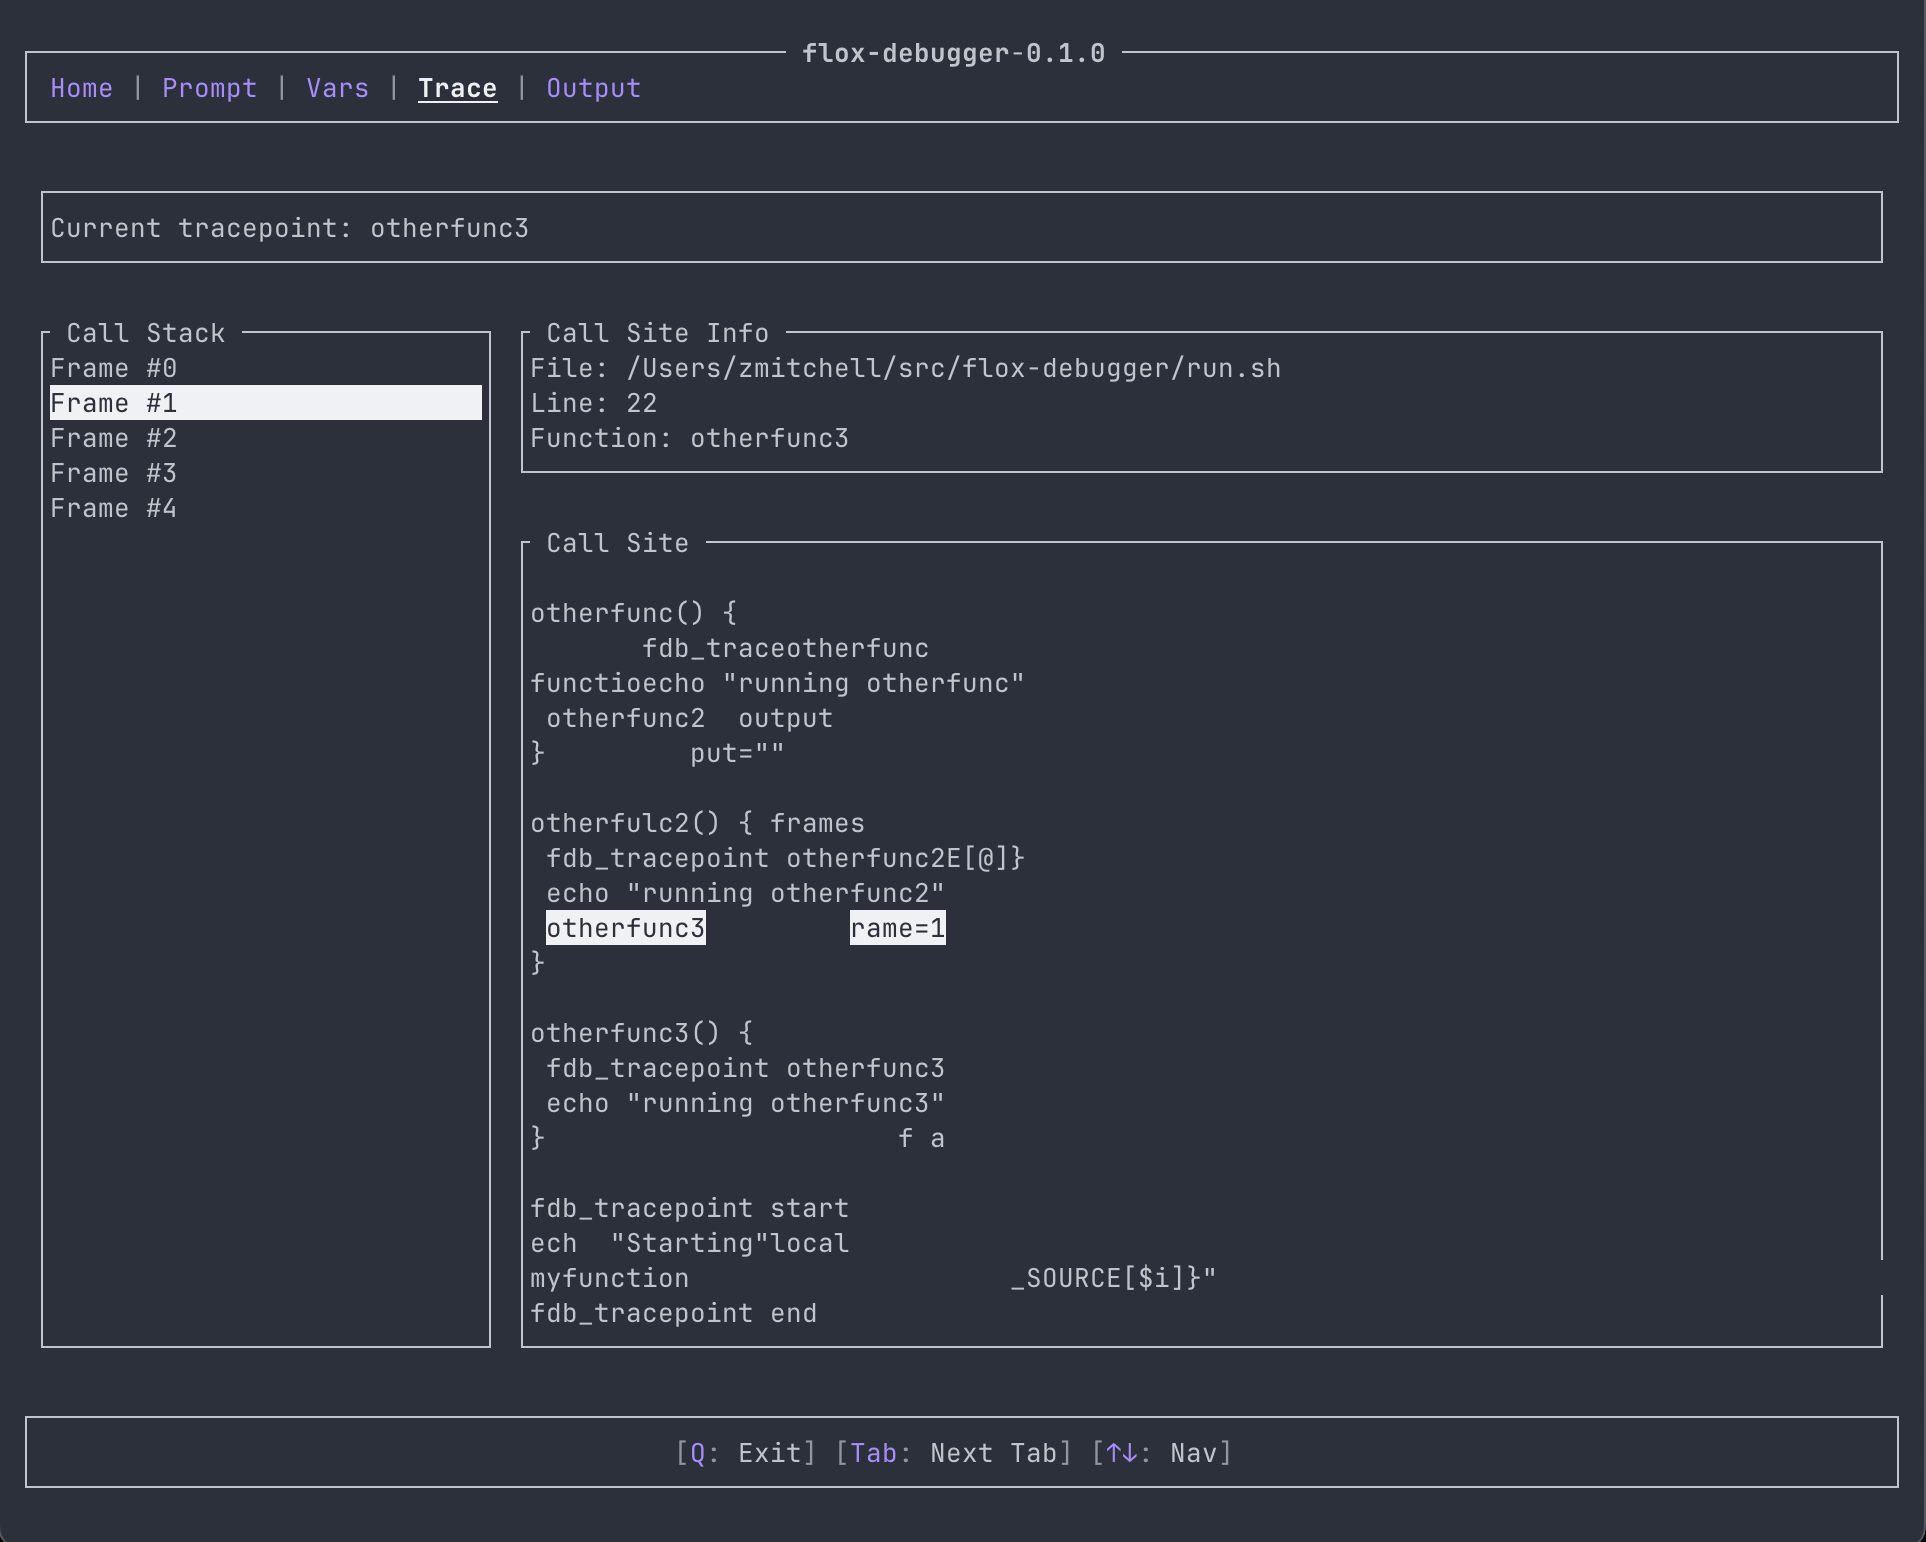 flox-debugger-0.1.0
Home | Prompt | Vars | Trace | Output
Current tracepoint: otherfunc3
Call Stack
Frame #0
Frame #1
Frame #2
Frame #3
Frame #4
Call Site Info
File: /Users/zmitchell/src/flox-debugger/run.sh
Line: 22
Function: otherfunc3
Call Site
otherfunc() {
       fdb_traceotherfunc
functioecho "running otherfunc"
 otherfunc2  output
}         put=""
otherfulc2() { frames
 fdb_tracepoint otherfunc2E[@]}
 echo "running otherfunc2"
 otherfunc3         rame=1
}
otherfunc3() {
 fdb_tracepoint otherfunc3
 echo "running otherfunc3"
}                      f a
fdb_tracepoint start
ech  "Starting"local
myfunction                    _SOURCE[$i]}"
fdb_tracepoint end
[Q: Exit] [Tab: Next Tab] [↑↓: Nav]